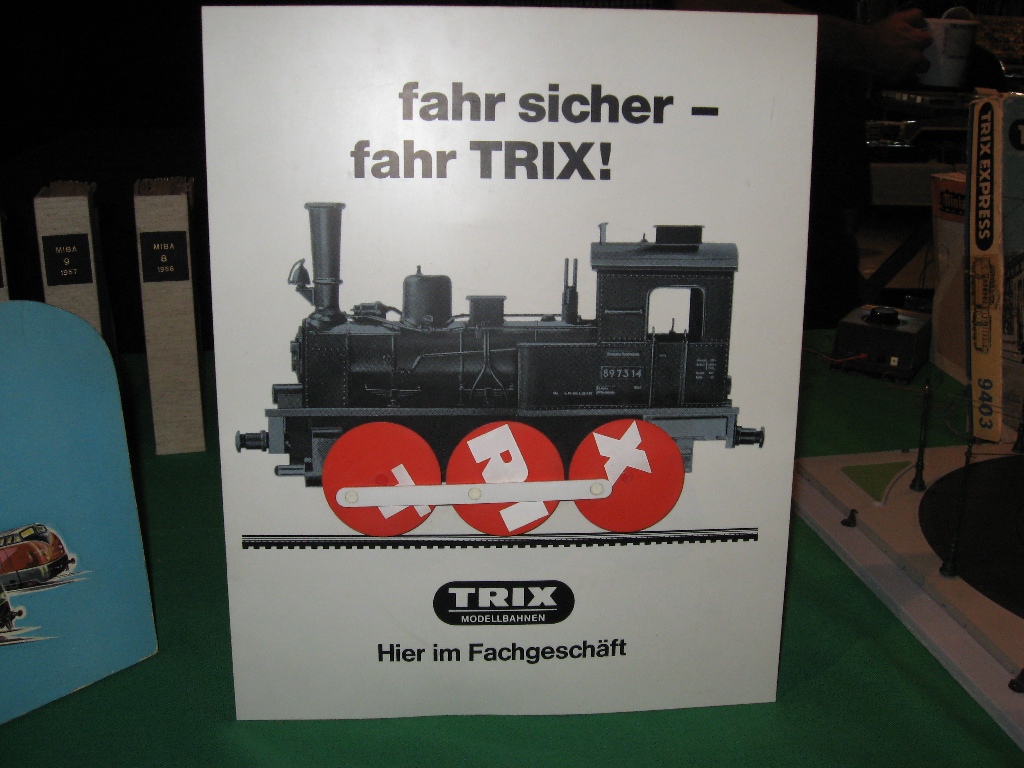 fahr sicher –
fahr TRIX!
89 7314
T
RI
X
TRIX
MODELLBAHNEN
Hier im Fachgeschäft
MIBA
9
1957
MIBA
8
1956
TRIX EXPRESS
9403